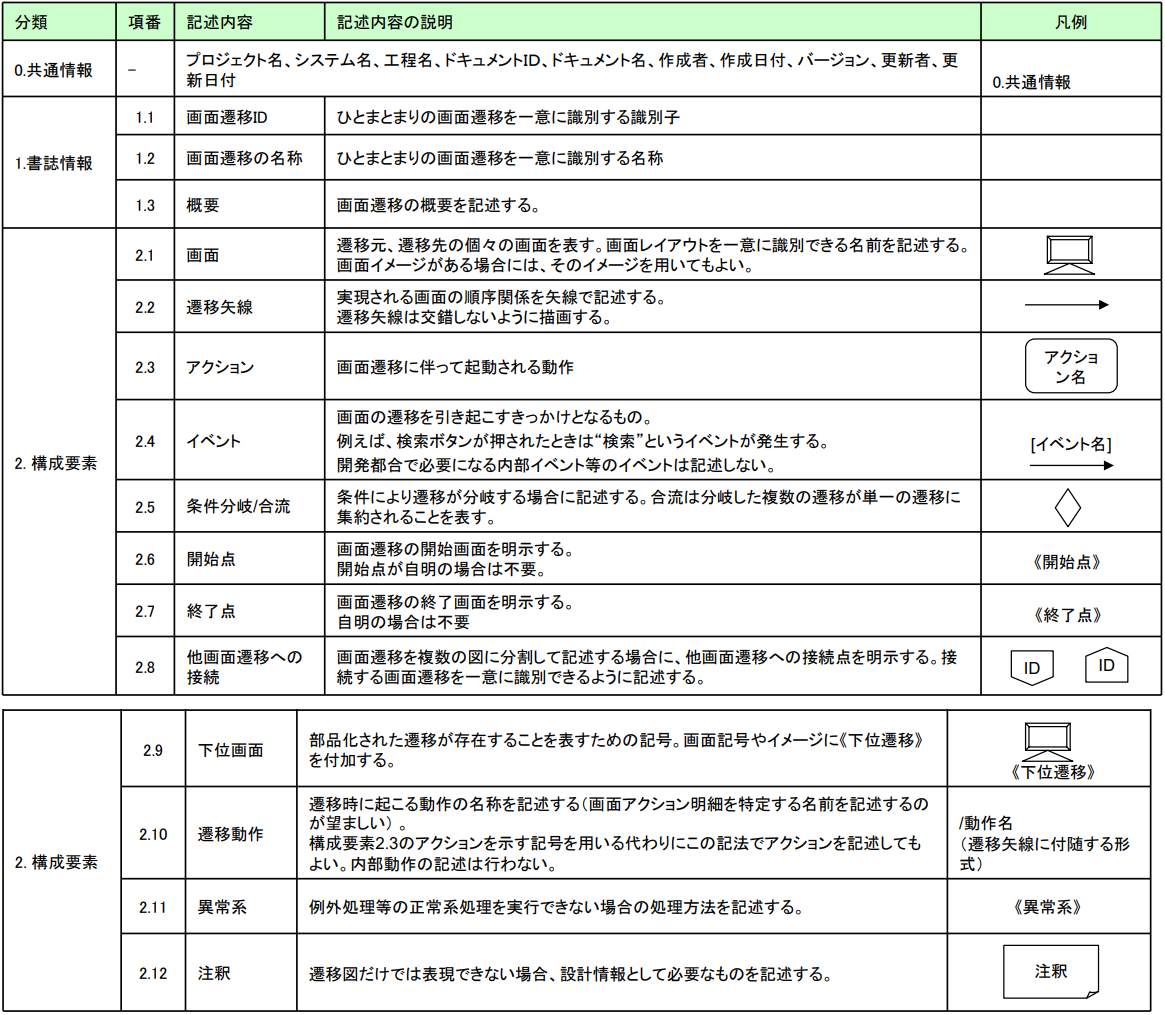 分類 項番 記述内容 記述内容の説明 凡例
0.共通情報 － プロジェクト名、システム名、工程名、ドキュメントID、ドキュメント名、作成者、作成日付、バージョン、更新者、更
新日付
0.共通情報
1.書誌情報
1.1 画面遷移ID ひとまとまりの画面遷移を一意に識別する識別子
1.2 画面遷移の名称 ひとまとまりの画面遷移を一意に識別する名称
1.3 概要 画面遷移の概要を記述する。
2. 構成要素
2.1 画面 遷移元、遷移先の個々の画面を表す。画面レイアウトを一意に識別できる名前を記述する。
画面イメージがある場合には、そのイメージを用いてもよい。
2.2 遷移矢線 実現される画面の順序関係を矢線で記述する。
遷移矢線は交錯しないように描画する。
2.3 アクション 画面遷移に伴って起動される動作
アクショ
ン名
2.4 イベント 画面の遷移を引き起こすきっかけとなるもの。
例えば、検索ボタンが押されたときは“検索”というイベントが発生する。
開発都合で必要になる内部イベント等のイベントは記述しない。
[イベント名]
2.5 条件分岐/合流 条件により遷移が分岐する場合に記述する。合流は分岐した複数の遷移が単一の遷移に
集約されることを表す。
2.6 開始点 画面遷移の開始画面を明示する。
開始点が自明の場合は不要。
《開始点》
2.7 終了点 画面遷移の終了画面を明示する。
自明の場合は不要
《終了点》
2.8 他画面遷移への
接続
画面遷移を複数の図に分割して記述する場合に、他画面遷移への接続点を明示する。接
続する画面遷移を一意に識別できるように記述する。
ID ID
2. 構成要素
2.9 下位画面 部品化された遷移が存在することを表すための記号。画面記号やイメージに《下位遷移》
を付加する。
《下位遷移》
2.10 遷移動作 遷移時に起こる動作の名称を記述する（画面アクション明細を特定する名前を記述するの
が望ましい）。
構成要素2.3のアクションを示す記号を用いる代わりにこの記法でアクションを記述しても
よい。内部動作の記述は行わない。
/動作名
（遷移矢線に付随する形
式）
2.11 異常系 例外処理等の正常系処理を実行できない場合の処理方法を記述する。 《異常系》
2.12 注釈 遷移図だけでは表現できない場合、設計情報として必要なものを記述する。 注釈